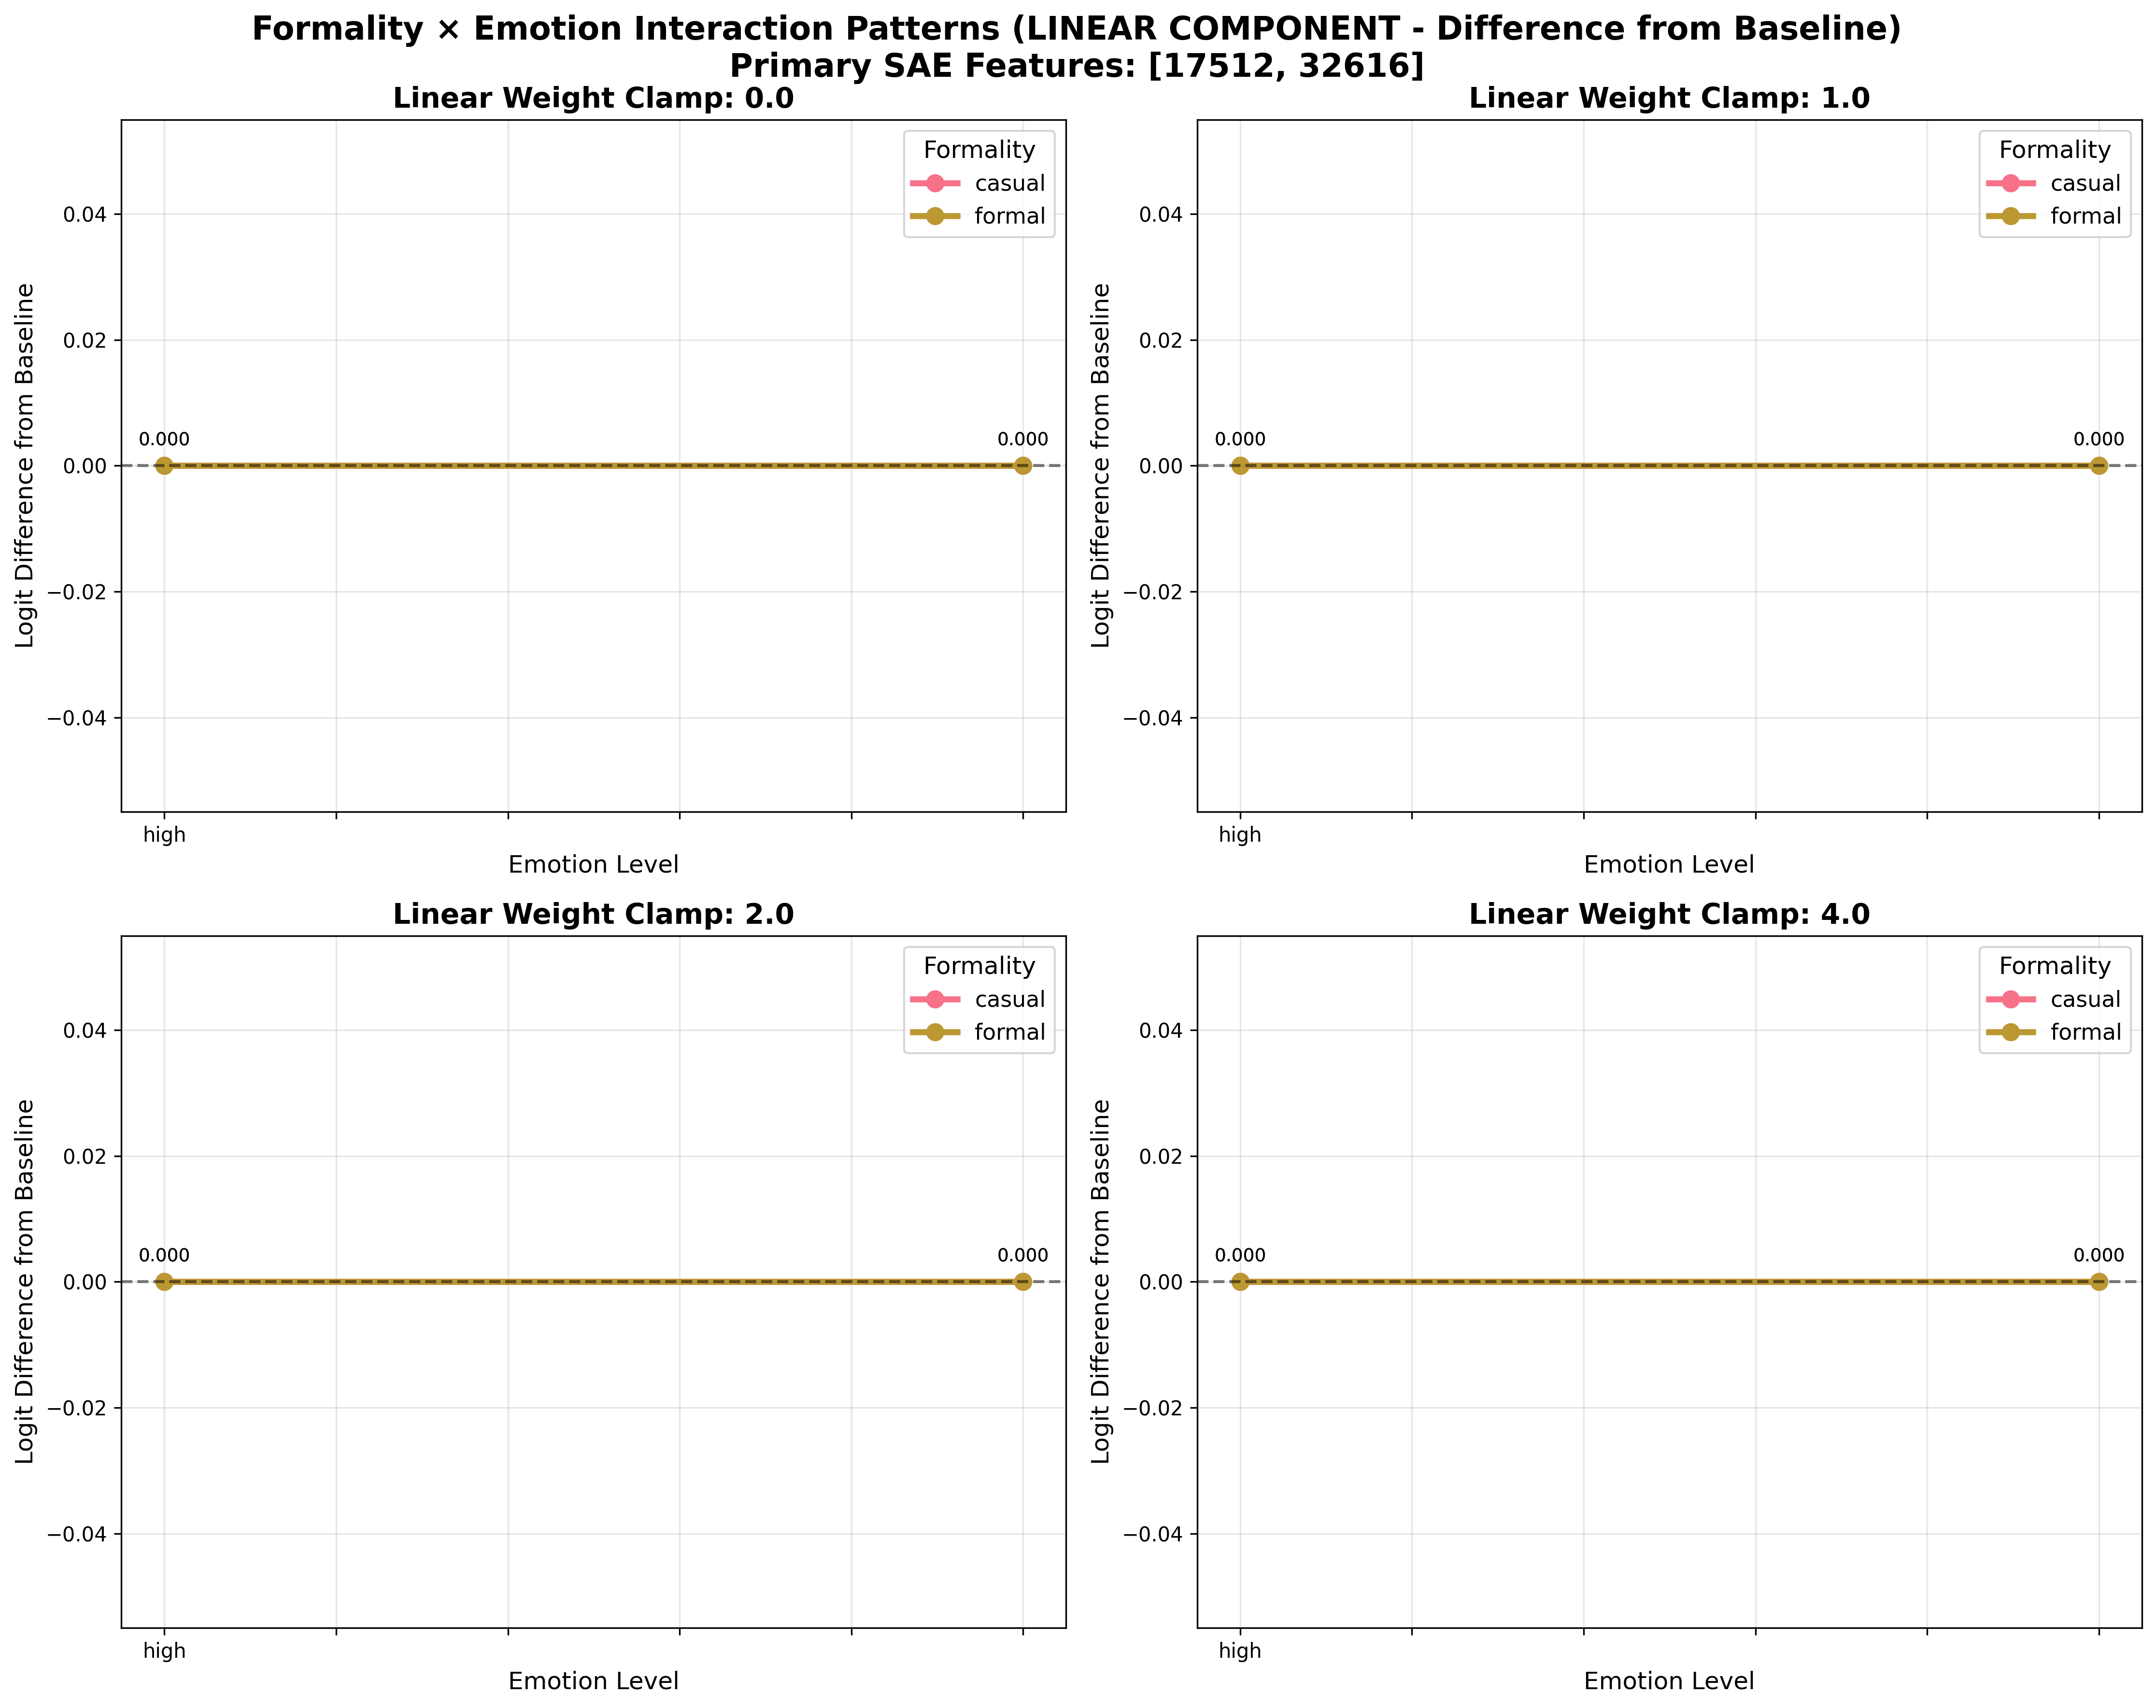 Formality × Emotion Interaction Patterns (LINEAR COMPONENT - Difference from Baseline)
Primary SAE Features: [17512, 32616]
Linear Weight Clamp: 0.0
Formality
casual
formal
Logit Difference from Baseline
0.04
0.02
0.00
−0.02
−0.04
0.000
0.000
high
Emotion Level
Linear Weight Clamp: 1.0
Formality
casual
formal
Logit Difference from Baseline
0.04
0.02
0.00
−0.02
−0.04
0.000
0.000
high
Emotion Level
Linear Weight Clamp: 2.0
Formality
casual
formal
Logit Difference from Baseline
0.04
0.02
0.00
−0.02
−0.04
0.000
0.000
high
Emotion Level
Linear Weight Clamp: 4.0
Formality
casual
formal
Logit Difference from Baseline
0.04
0.02
0.00
−0.02
−0.04
0.000
0.000
high
Emotion Level